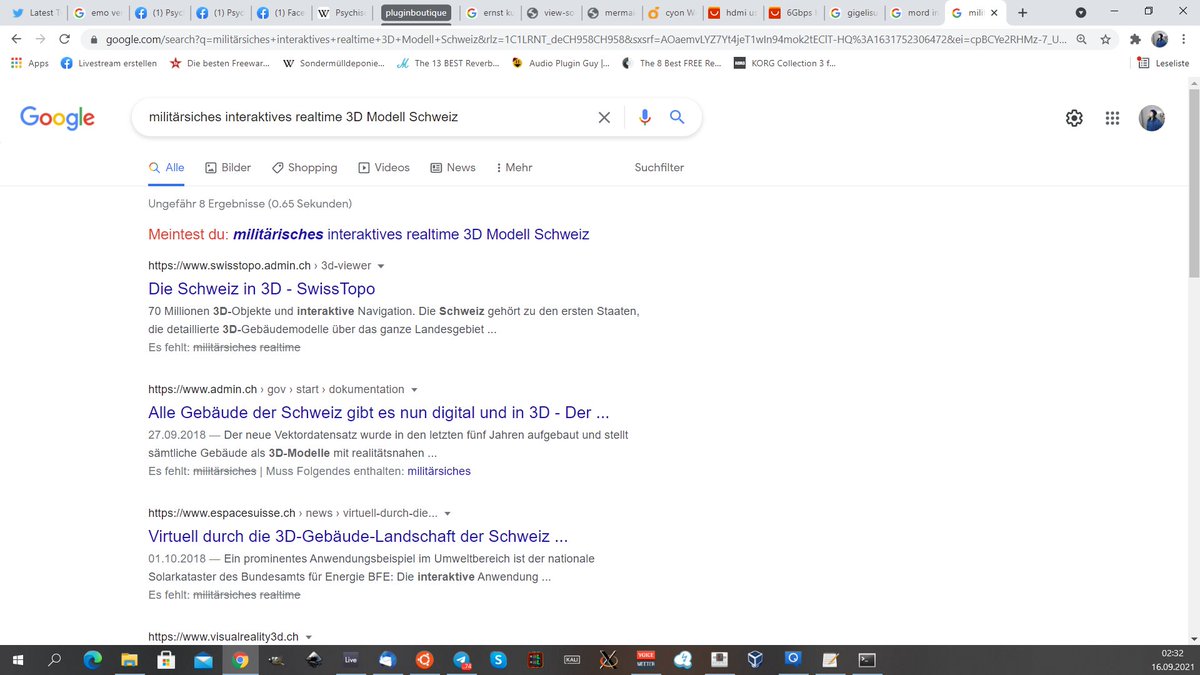 Latest T
emo ver
(1) Psyc
(1) Psyc
(1) Face
Psychis
pluginboutique
ernst ku
view-so
merma
cyon W
hdmi us
6Gbps
gigelisu
mord in
mili
google.com/search?q=militärsiches+interaktives+realtime+3D+Modell+Schweiz&rlz=1C1LRNT_deCH958CH958&sxsrf=AOaemvLYZ7Yt4jeT1wIn94mok2tEClT-HQ%3A1631752306472&ei=cpBCYe2RHMz-7_U...
Apps
Livestream erstellen
Die besten Freewar...
Sondermülldeponie...
The 13 BEST Reverb...
Audio Plugin Guy |...
The 8 Best FREE Re...
KORG Collection 3 f...
Leseliste
Google
militärsiches interaktives realtime 3D Modell Schweiz
Alle
Bilder
Shopping
Videos
News
Mehr
Suchfilter
Ungefähr 8 Ergebnisse (0.65 Sekunden)
Meintest du: militärisches interaktives realtime 3D Modell Schweiz
https://www.swisstopo.admin.ch › 3d-viewer
Die Schweiz in 3D - SwissTopo
70 Millionen 3D-Objekte und interaktive Navigation. Die Schweiz gehört zu den ersten Staaten,
die detaillierte 3D-Gebäudemodelle über das ganze Landesgebiet ...
Es fehlt: militärsiches realtime
https://www.admin.ch › gov › start › dokumentation
Alle Gebäude der Schweiz gibt es nun digital und in 3D - Der ...
27.09.2018 — Der neue Vektordatensatz wurde in den letzten fünf Jahren aufgebaut und stellt
sämtliche Gebäude als 3D-Modelle mit realitätsnahen ...
Es fehlt: militärsiches | Muss Folgendes enthalten: militärsiches
https://www.espacesuisse.ch › news › virtuell-durch-die...
Virtuell durch die 3D-Gebäude-Landschaft der Schweiz ...
01.10.2018 — Ein prominentes Anwendungsbeispiel im Umweltbereich ist der nationale
Solarkataster des Bundesamts für Energie BFE: Die interaktive Anwendung ...
Es fehlt: militärsiches realtime
https://www.visualreality3d.ch
Live
KALI
VOICE
METTER
02:32
16.09.2021